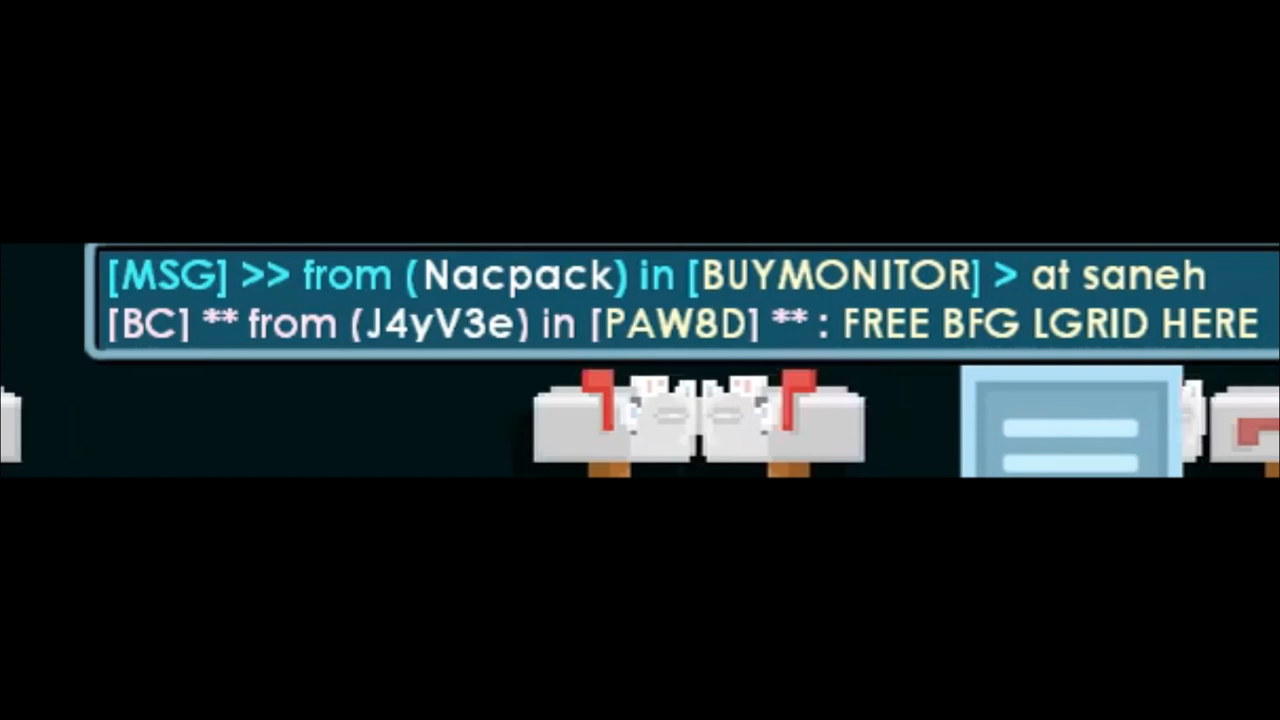 [MSG] >> from (Nacpack) in [BUYMONITOR] > at saneh
[BC] ** from (J4yV3e) in [PAW8D] ** : FREE BFG LGRID HERE